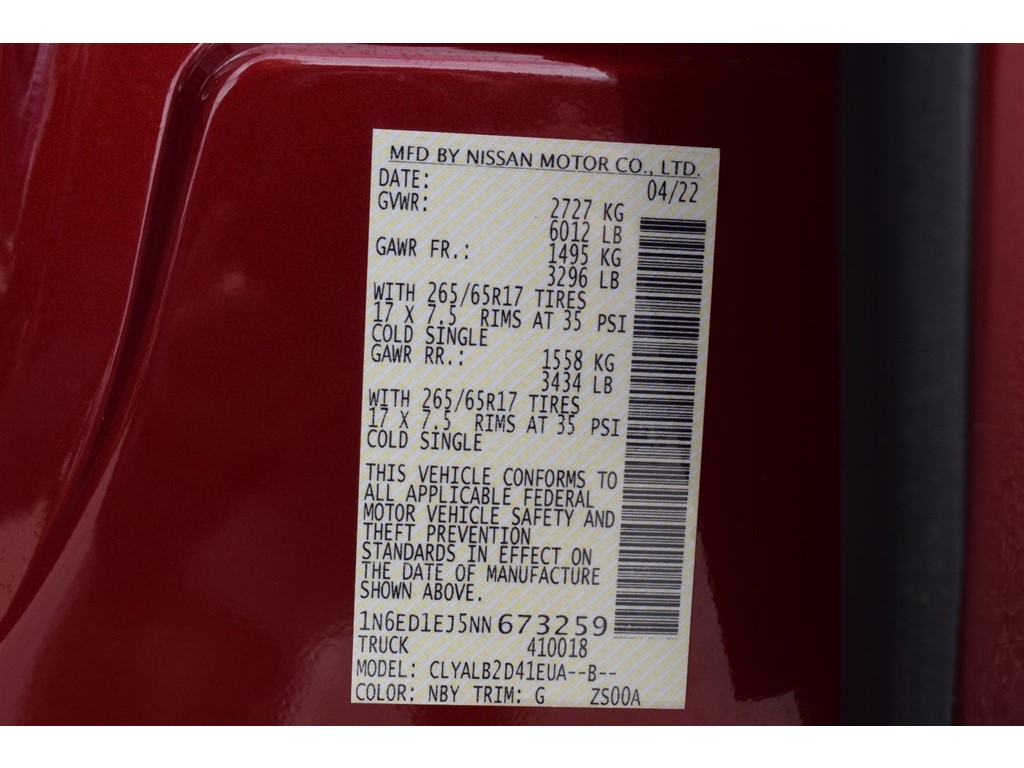 MFD BY NISSAN MOTOR CO., LTD.
DATE: 04/22
GVWR: 2727 KG
6012 LB
GAWR FR.: 1495 KG
3296 LB
WITH 265/65R17 TIRES
17 X 7.5 RIMS AT 35 PSI
COLD SINGLE
GAWR RR.: 1558 KG
3434 LB
WITH 265/65R17 TIRES
17 X 7.5 RIMS AT 35 PSI
COLD SINGLE
THIS VEHICLE CONFORMS TO
ALL APPLICABLE FEDERAL
MOTOR VEHICLE SAFETY AND
THEFT PREVENTION
STANDARDS IN EFFECT ON
THE DATE OF MANUFACTURE
SHOWN ABOVE.
1N6ED1EJ5NN673259
TRUCK 410018
MODEL: CLYALB2D41EUA--B--
COLOR: NBY TRIM: G ZS00A